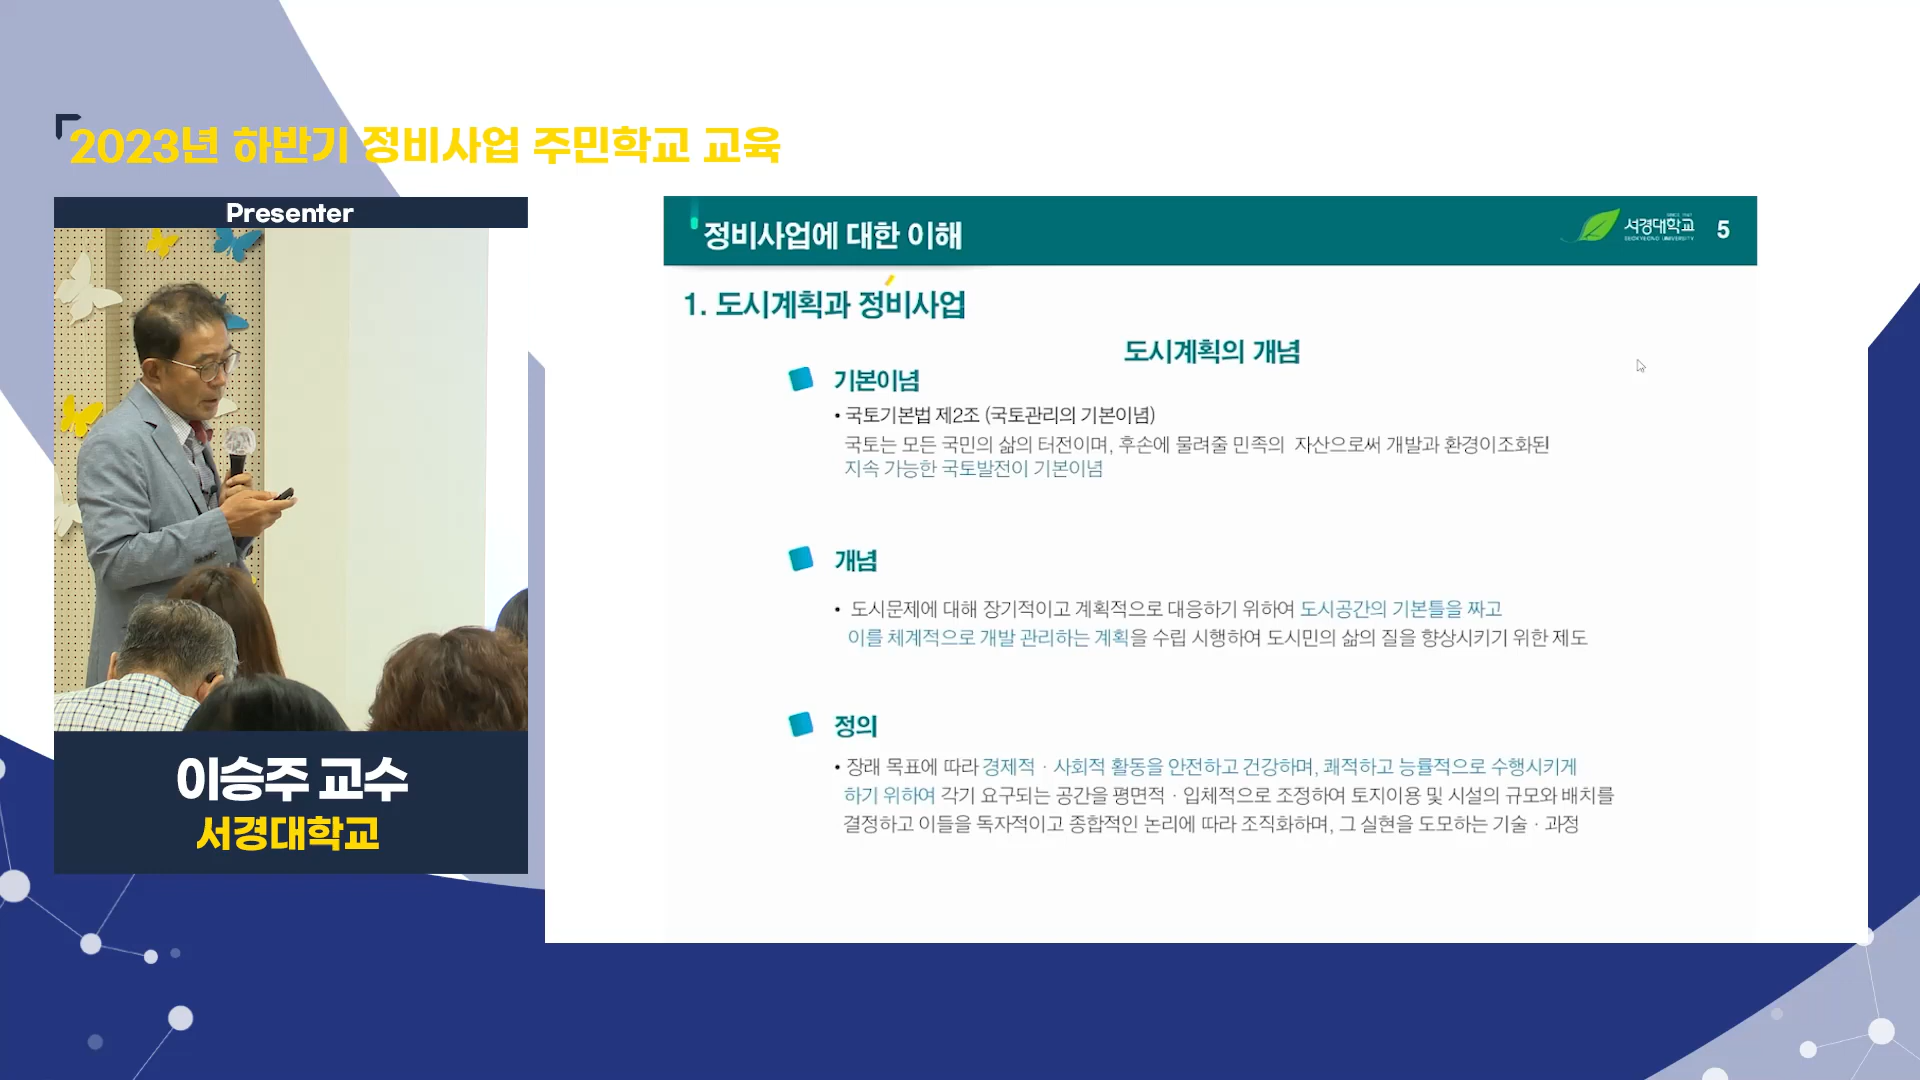 2023년 하반기 정비사업 주민학교 교육
Presenter
이승주 교수
서경대학교
정비사업에 대한 이해
SINCE 1947
서경대학교
SEOKYEONG UNIVERSITY
5
1. 도시계획과 정비사업
도시계획의 개념
기본이념
• 국토기본법 제2조 (국토관리의 기본이념)
국토는 모든 국민의 삶의 터전이며, 후손에 물려줄 민족의 자산으로써 개발과 환경이조화된
지속 가능한 국토발전이 기본이념
개념
• 도시문제에 대해 장기적이고 계획적으로 대응하기 위하여 도시공간의 기본틀을 짜고
이를 체계적으로 개발 관리하는 계획을 수립 시행하여 도시민의 삶의 질을 향상시키기 위한 제도
정의
• 장래 목표에 따라 경제적 · 사회적 활동을 안전하고 건강하며, 쾌적하고 능률적으로 수행시키게
하기 위하여 각기 요구되는 공간을 평면적 · 입체적으로 조정하여 토지이용 및 시설의 규모와 배치를
결정하고 이들을 독자적이고 종합적인 논리에 따라 조직화하며, 그 실현을 도모하는 기술 · 과정